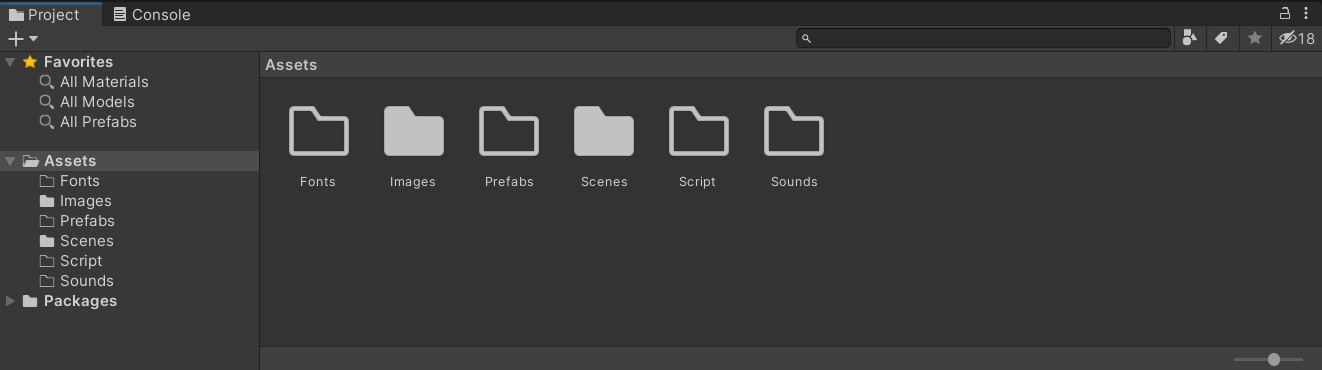 Project Console
18
Favorites
All Materials
All Models
All Prefabs
Assets
Fonts
Images
Prefabs
Scenes
Script
Sounds
Packages
Assets
Fonts Images Prefabs Scenes Script Sounds